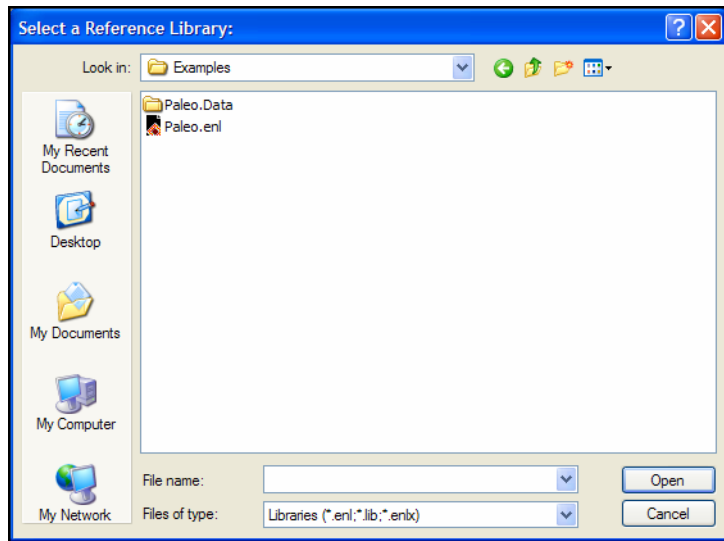 Select a Reference Library:
Look in: Examples
Paleo.Data
Paleo.enl
My Recent
Documents
Desktop
My Documents
My Computer
My Network
File name:
Open
Files of type: Libraries (*.enl;*.lib;*.enlx)
Cancel